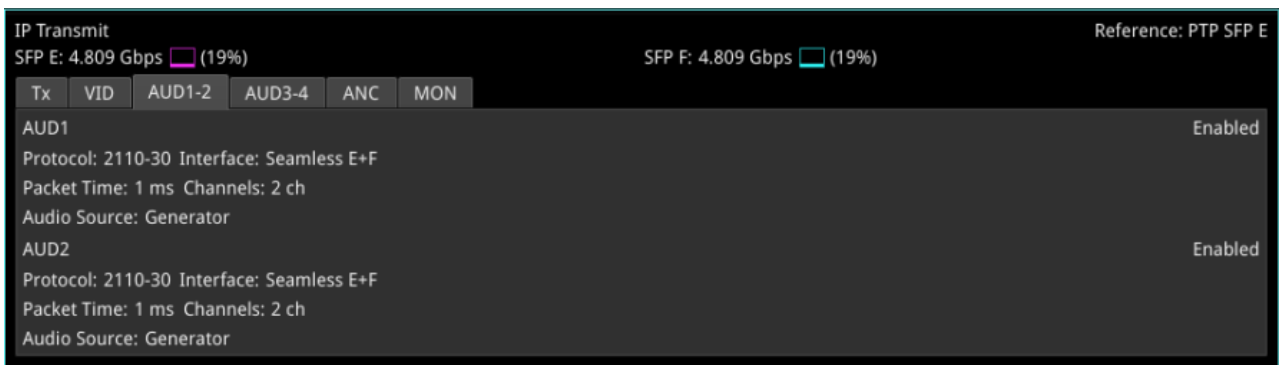 IP Transmit Reference: PTP SFP E
SFP E: 4.809 Gbps (19%) SFP F: 4.809 Gbps (19%)
Tx VID AUD1-2 AUD3-4 ANC MON
AUD1 Enabled
Protocol: 2110-30 Interface: Seamless E+F
Packet Time: 1 ms Channels: 2 ch
Audio Source: Generator
AUD2 Enabled
Protocol: 2110-30 Interface: Seamless E+F
Packet Time: 1 ms Channels: 2 ch
Audio Source: Generator